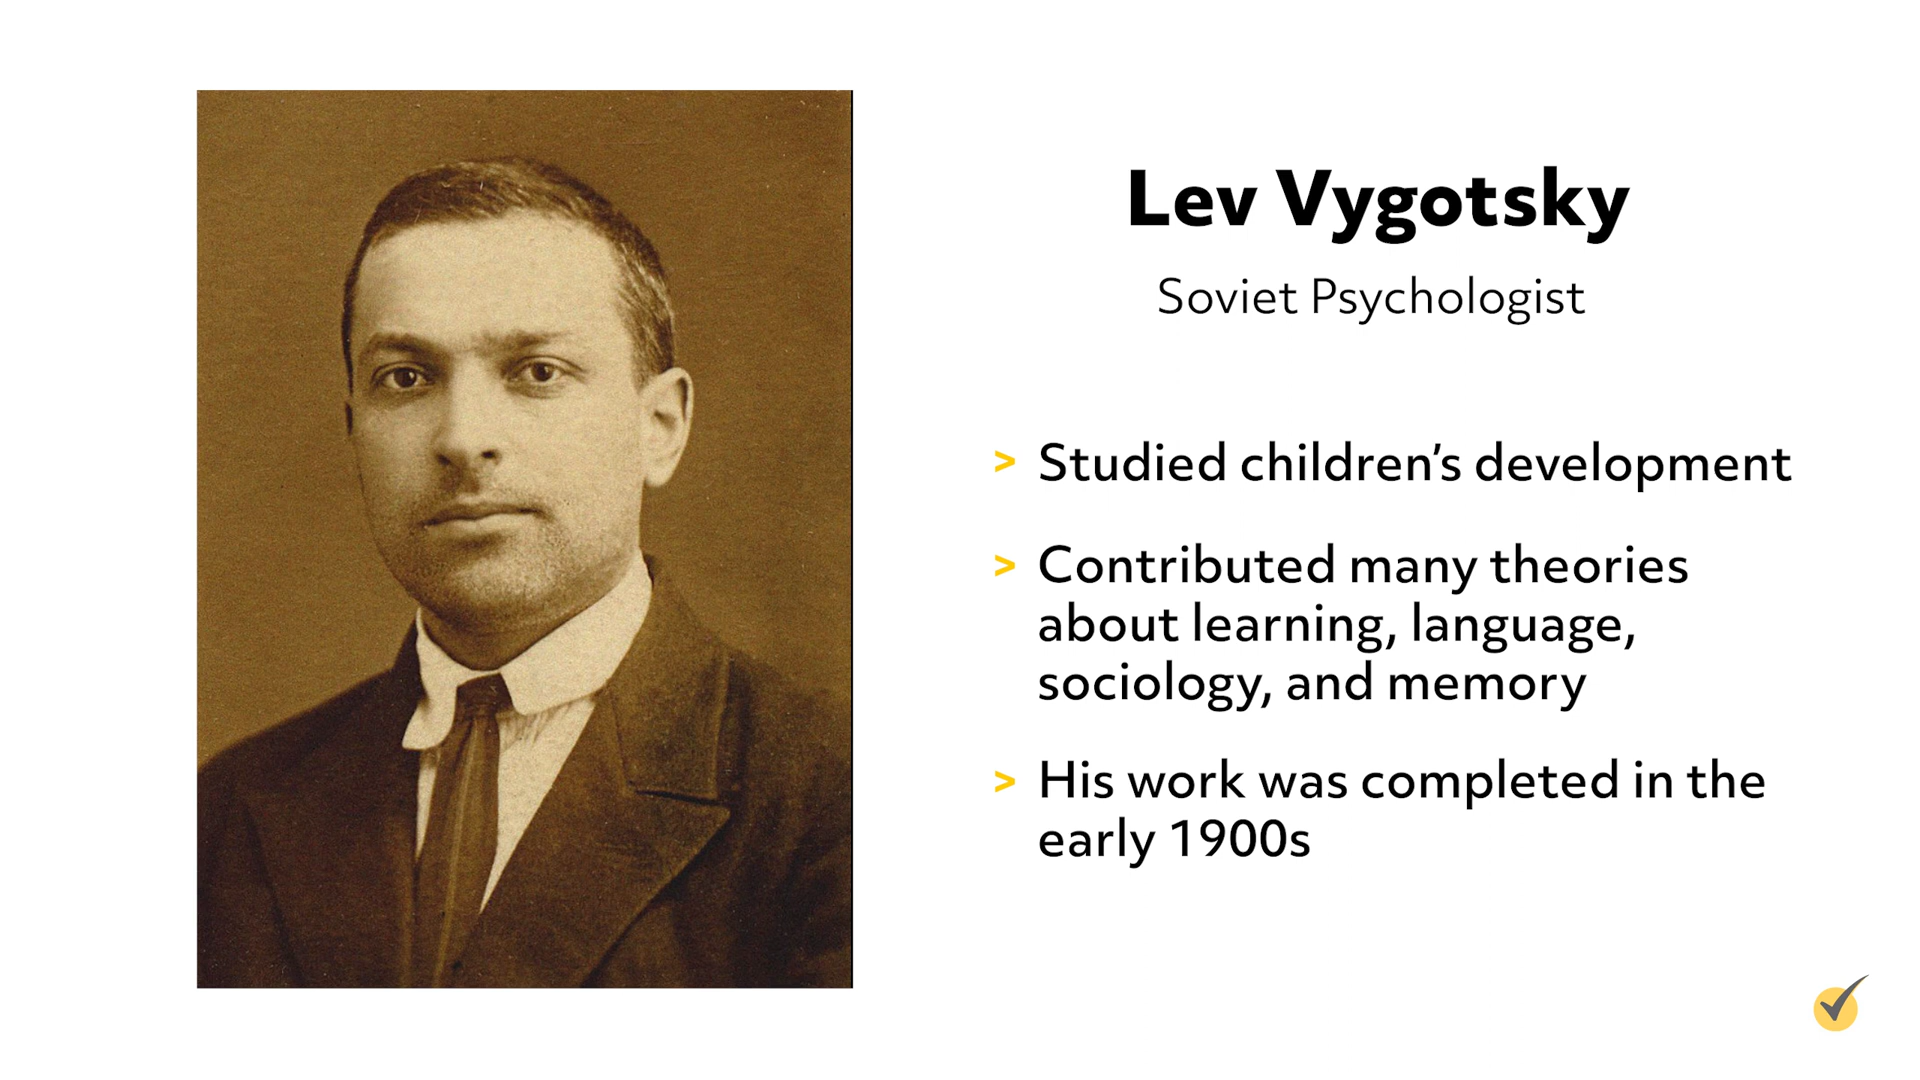 Lev Vygotsky
Soviet Psychologist
> Studied children’s development
> Contributed many theories
about learning, language,
sociology, and memory
> His work was completed in the
early 1900s